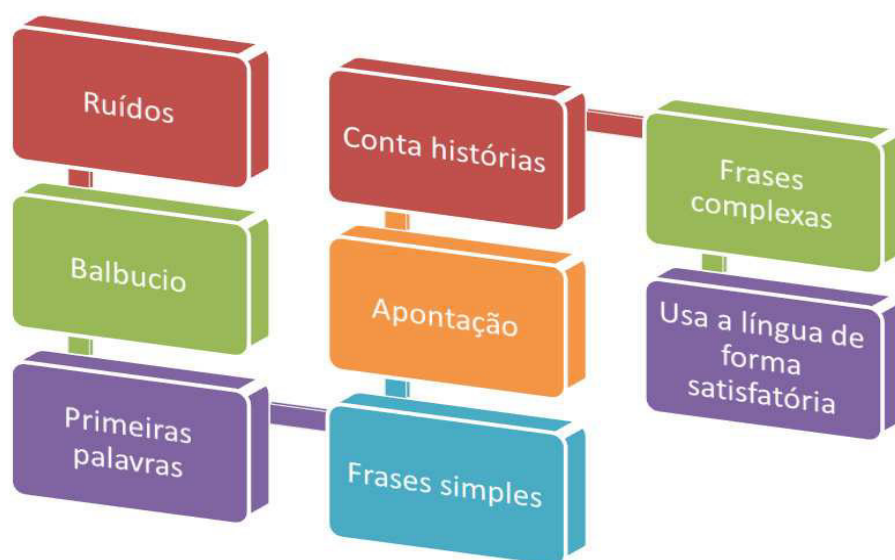 Ruídos
Balbucio
Primeiras
palavras
Frases simples
Apontação
Conta histórias
Frases
complexas
Usa a língua de
forma
satisfatória